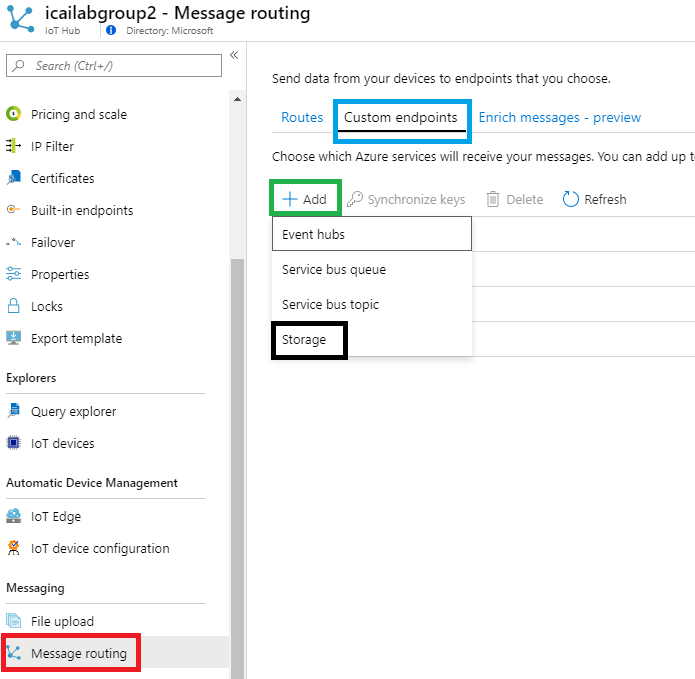 icailabgroup2 - Message routing
IoT Hub
Directory: Microsoft
Search (Ctrl+/)
«
Pricing and scale
IP Filter
Certificates
Built-in endpoints
Failover
Properties
Locks
Export template
Explorers
Query explorer
IoT devices
Automatic Device Management
IoT Edge
IoT device configuration
Messaging
File upload
Message routing
Send data from your devices to endpoints that you choose.
Routes Custom endpoints Enrich messages - preview
Choose which Azure services will receive your messages. You can add up t
+ Add Synchronize keys Delete Refresh
Event hubs
Service bus queue
Service bus topic
Storage